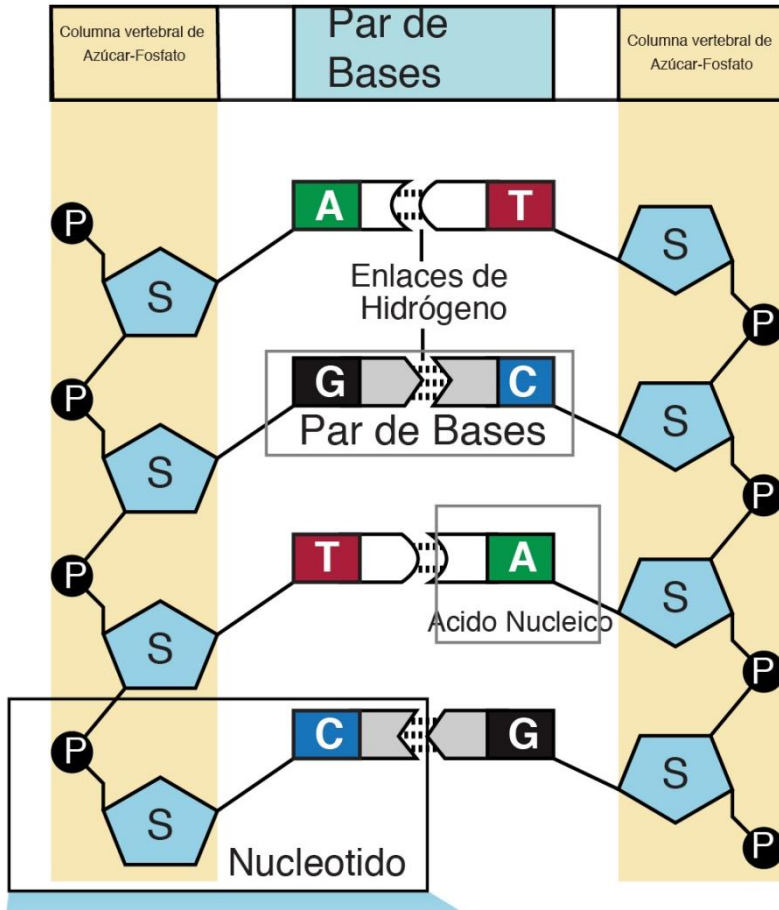 Columna vertebral de
Azúcar-Fosfato
Par de
Bases
Columna vertebral de
Azúcar-Fosfato
P
A
T
S
S
Enlaces de
Hidrógeno
P
P
G
C
Par de Bases
S
S
P
P
T
A
Acido Nucleico
S
S
P
P
C
G
S
S
P
Nucleotido